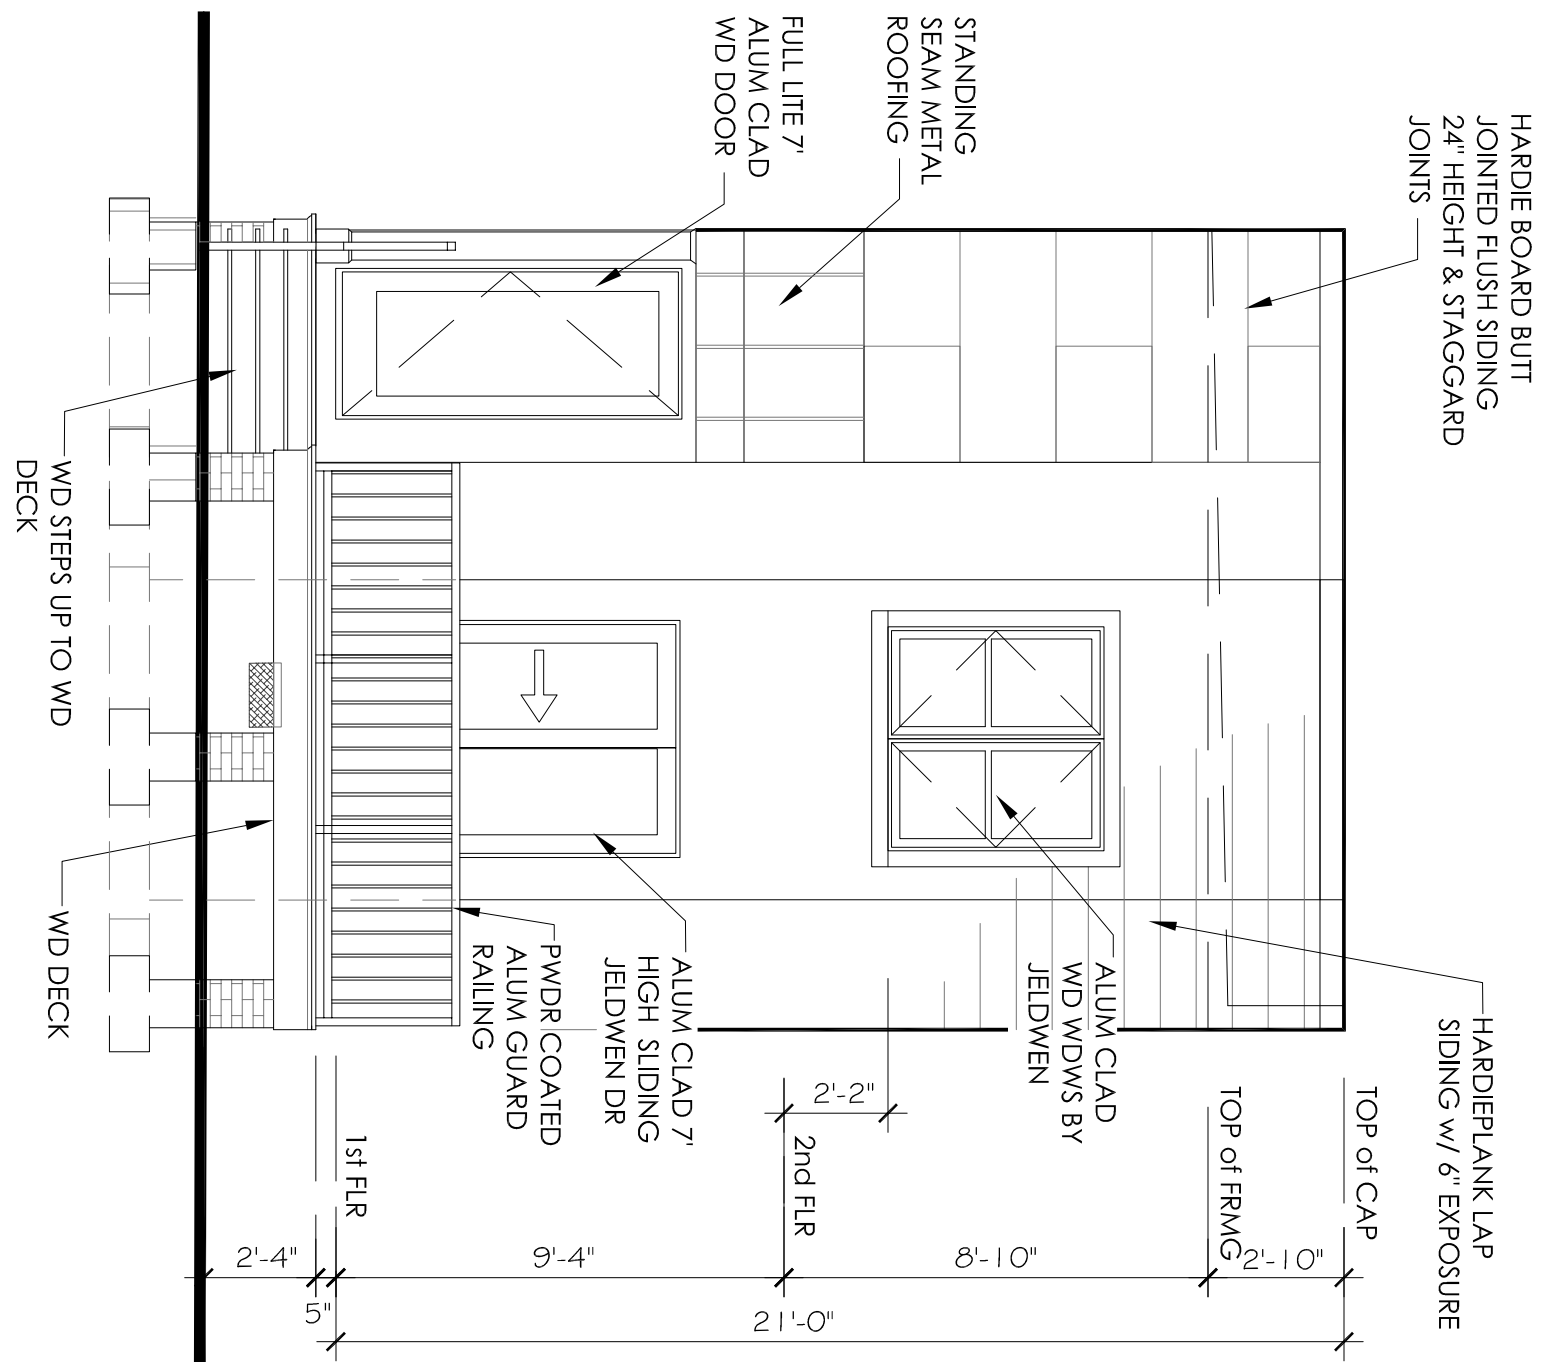 HARDIE BOARD BUTT
JOINTED FLUSH SIDING
24" HEIGHT & STAGGARD
JOINTS
STANDING
SEAM METAL
ROOFING
FULL LITE 7'
ALUM CLAD
WD DOOR
WD STEPS UP TO WD
DECK
WD DECK
HARDIEPLANK LAP
SIDING w/ 6" EXPOSURE
ALUM CLAD
WD WDWS BY
JELDWEN
ALUM CLAD 7'
HIGH SLIDING
JELDWEN DR
PWDR COATED
ALUM GUARD
RAILING
TOP of CAP
TOP of FRMG
2nd FLR
1st FLR
2'-2"
2'-10"
8'-10"
9'-4"
5"
2'-4"
21'-0"